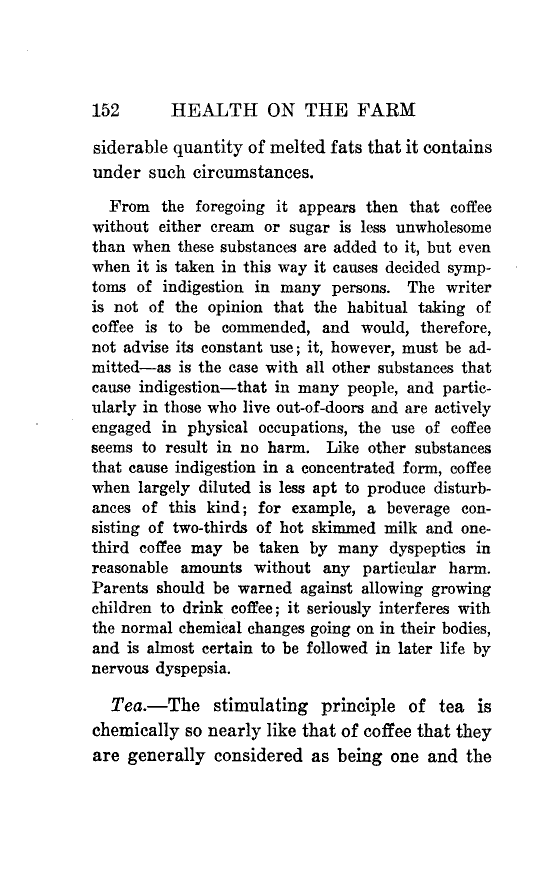 152 HEALTH ON THE FARM
siderable quantity of melted fats that it contains
under such circumstances.
From the foregoing it appears then that coffee
without either cream or sugar is less unwholesome
than when these substances are added to it, but even
when it is taken in this way it causes decided symp-
toms of indigestion in many persons. The writer
is not of the opinion that the habitual taking of
coffee is to be commended, and would, therefore,
not advise its constant use; it, however, must be ad-
mitted—as is the case with all other substances that
cause indigestion—that in many people, and partic-
ularly in those who live out-of-doors and are actively
engaged in physical occupations, the use of coffee
seems to result in no harm. Like other substances
that cause indigestion in a concentrated form, coffee
when largely diluted is less apt to produce disturb-
ances of this kind; for example, a beverage con-
sisting of two-thirds of hot skimmed milk and one-
third coffee may be taken by many dyspeptics in
reasonable amounts without any particular harm.
Parents should be warned against allowing growing
children to drink coffee; it seriously interferes with
the normal chemical changes going on in their bodies,
and is almost certain to be followed in later life by
nervous dyspepsia.
Tea.—The stimulating principle of tea is
chemically so nearly like that of coffee that they
are generally considered as being one and the